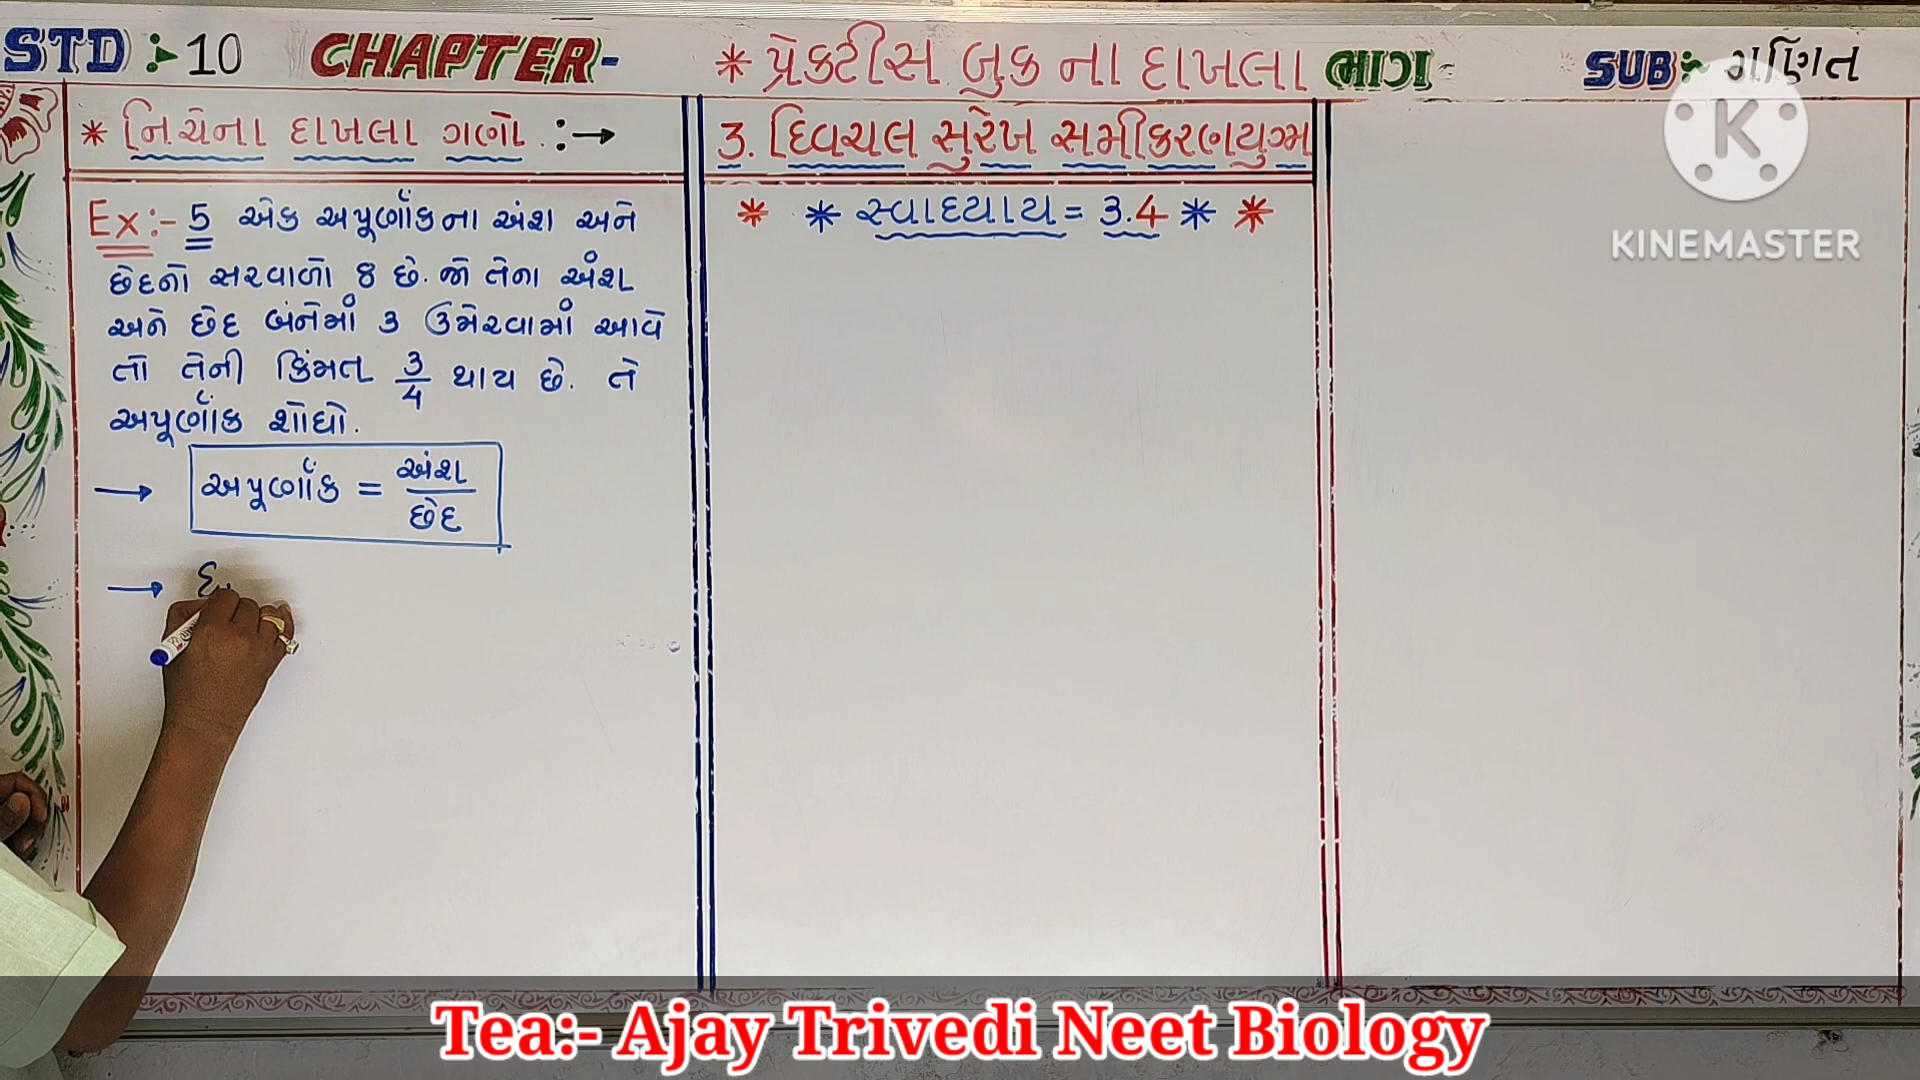 STD :- 10 CHAPTER- * પ્રેક્ટીસ બુક ના દાખલા ભાગ - SUB:- ગણિત
* નિચેના દાખલા ગણો. :→
Ex:- 5 એક અપૂર્ણાંકના અંશ અને
છેદનો સરવાળો 8 છે. જો તેના અંશ
અને છેદ બંનેમાં 3 ઉમેરવામાં આવે
તો તેની કિંમત 3/4 થાય છે. તે
અપૂર્ણાંક શોધો.
→ અપૂર્ણાંક = અંશ/છેદ
→
3. દ્વિચલ સુરેખ સમીકરણયુગ્મ
* * સ્વાધ્યાય = 3.4 * *
K
KINEMASTER
Tea:- Ajay Trivedi Neet Biology